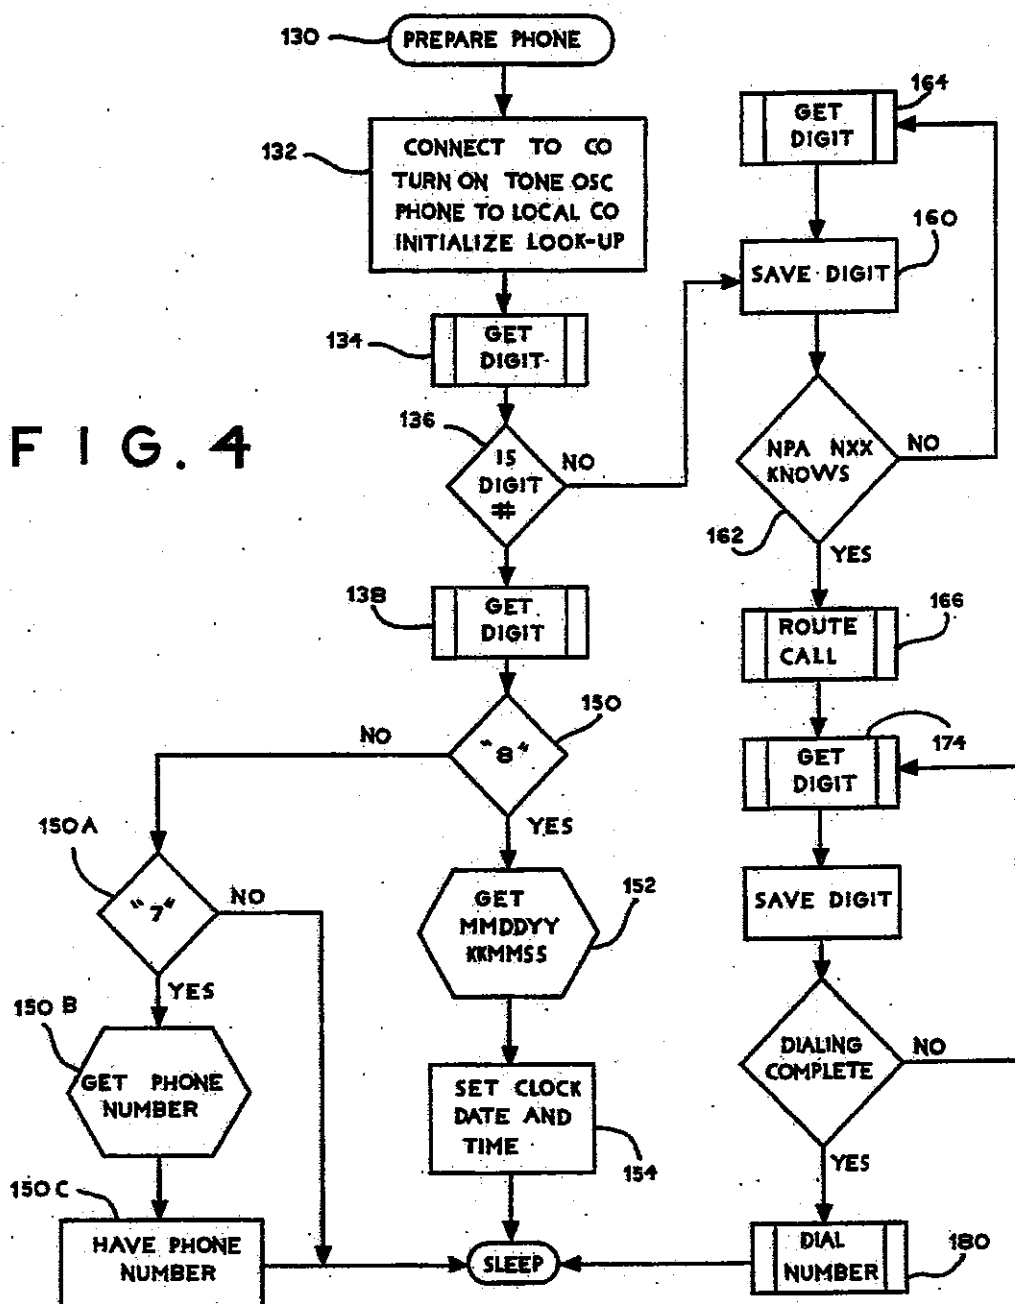 130
PREPARE PHONE
132
CONNECT TO CO
TURN ON TONE OSC
PHONE TO LOCAL CO
INITIALIZE LOOK-UP
134
GET
DIGIT
136
IS
DIGIT
#
NO
138
GET
DIGIT
150
"8"
NO
YES
150A
"7"
NO
YES
150B
GET PHONE
NUMBER
150C
HAVE PHONE
NUMBER
152
GET
MMDDYY
KKMMSS
SET CLOCK
DATE AND
TIME
154
SLEEP
164
GET
DIGIT
160
SAVE DIGIT
NPA NXX
KNOWS
NO
162
YES
166
ROUTE
CALL
174
GET
DIGIT
SAVE DIGIT
DIALING
COMPLETE
NO
YES
DIAL
NUMBER
180
FIG. 4